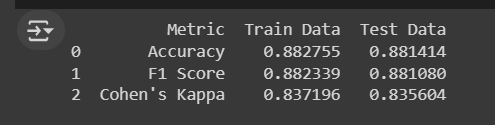 Metric Train Data Test Data
0 Accuracy 0.882755 0.881414
1 F1 Score 0.882339 0.881080
2 Cohen's Kappa 0.837196 0.835604